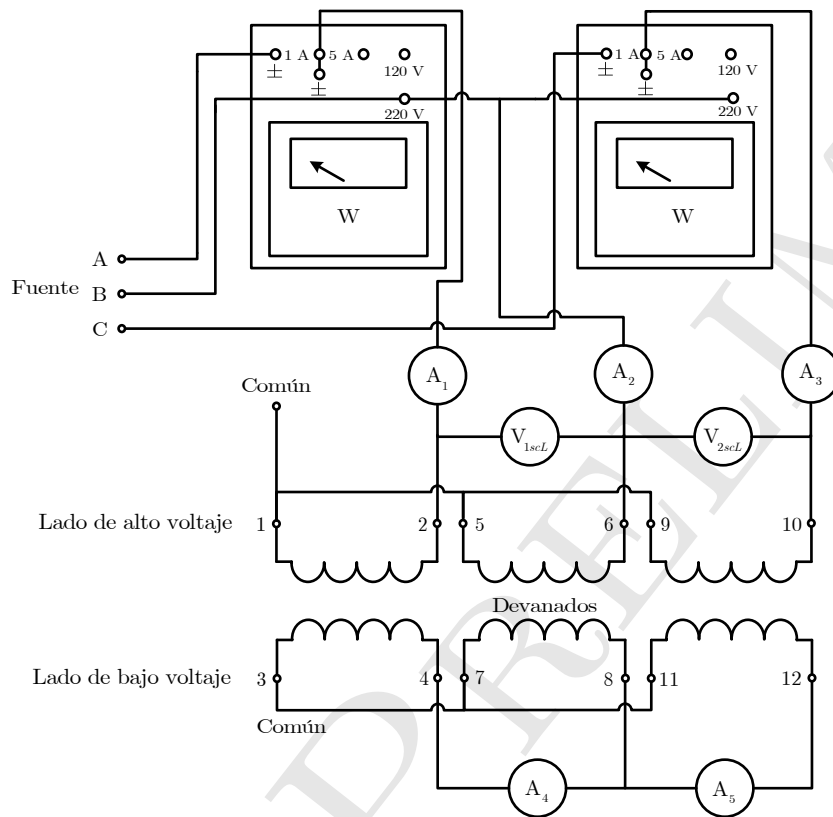 ± 1 A 5 A 120 V ± 220 V W
± 1 A 5 A 120 V ± 220 V W
A
Fuente B
C
A1 A2 A3
Común
V1scL V2scL
Lado de alto voltaje 1 2 5 6 9 10
Devanados
Lado de bajo voltaje 3 4 7 8 11 12
Común
A4 A5